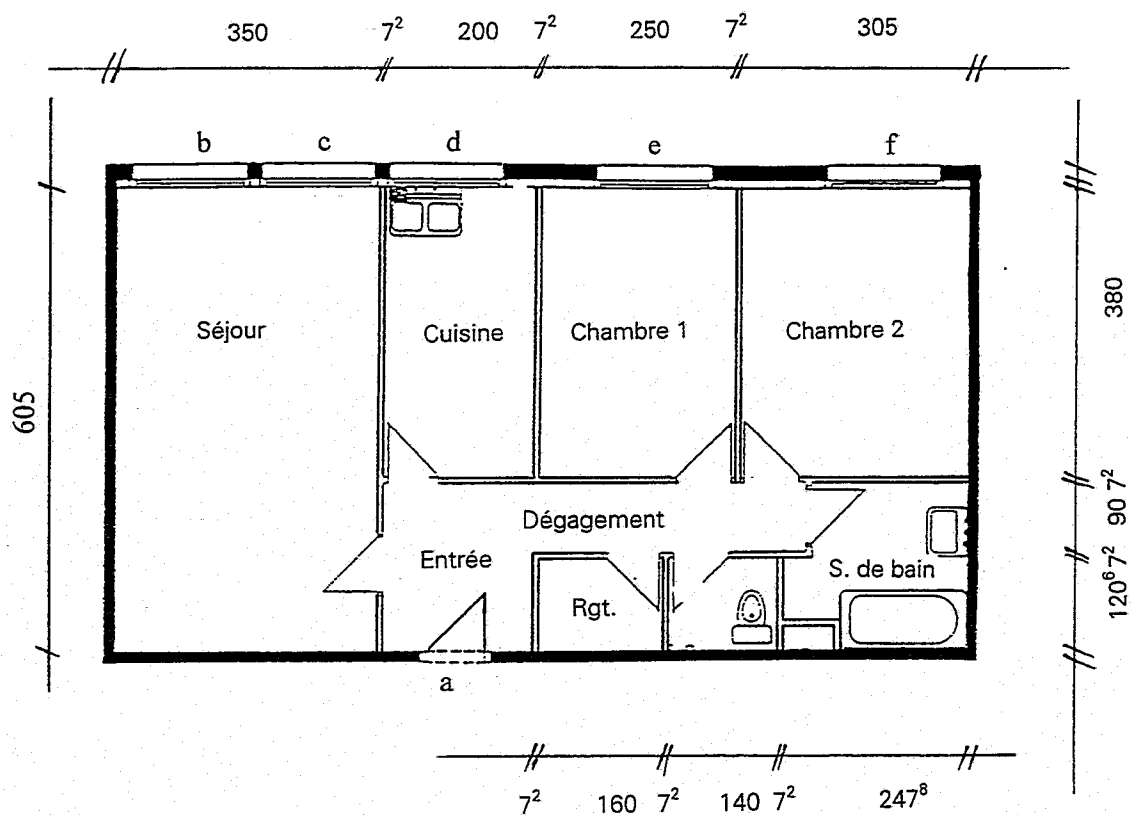 350 7² 200 7² 250 7² 305
b c d e f
380
Séjour Cuisine Chambre 1 Chambre 2
605
7²
90
Dégagement
Entrée
7²
S. de bain
120⁶
Rgt.
a
7² 160 7² 140 7² 247⁸